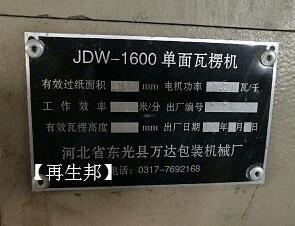 JDW-1600 单面瓦楞机
有效过纸面积 mm 电机功率 瓦/千
工作效率 米/分 出厂编号
有效瓦楞高度 mm 出厂日期 年 月 日
河北省东光县万达包装机械厂
电话：0317-7692168
【再生邦】